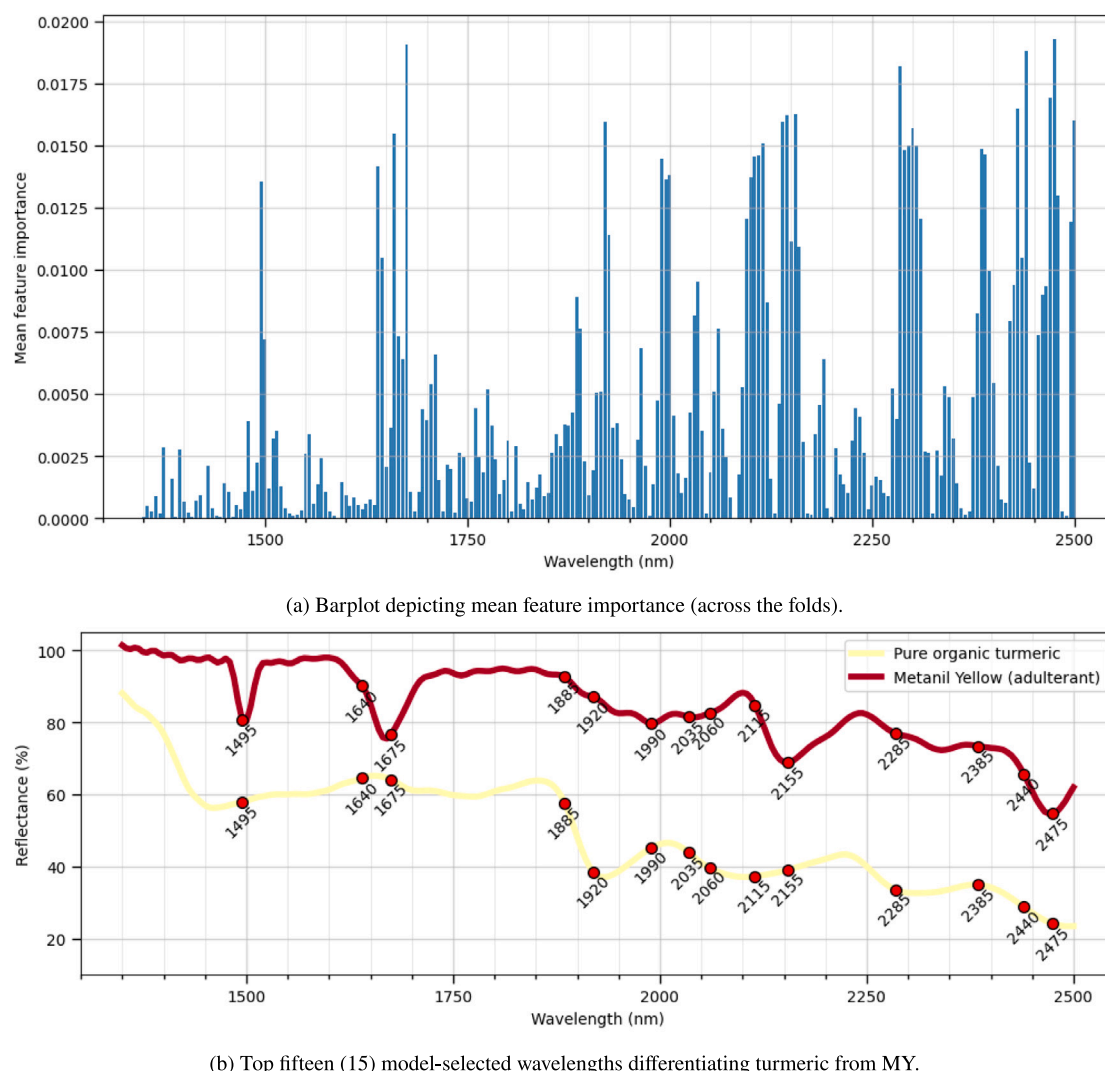 0.0200
0.0175
0.0150
0.0125
0.0100
0.0075
0.0050
0.0025
0.0000
Mean feature importance
1500 1750 2000 2250 2500
Wavelength (nm)
(a) Barplot depicting mean feature importance (across the folds).
Pure organic turmeric
Metanil Yellow (adulterant)
100
80
60
40
20
Reflectance (%)
1495 1640 1675 1885 1920 1990 2035 2060 2115 2155 2285 2385 2440 2475
1495 1640 1675 1885 1920 1990 2035 2060 2115 2155 2285 2385 2440 2475
1500 1750 2000 2250 2500
Wavelength (nm)
(b) Top fifteen (15) model-selected wavelengths differentiating turmeric from MY.